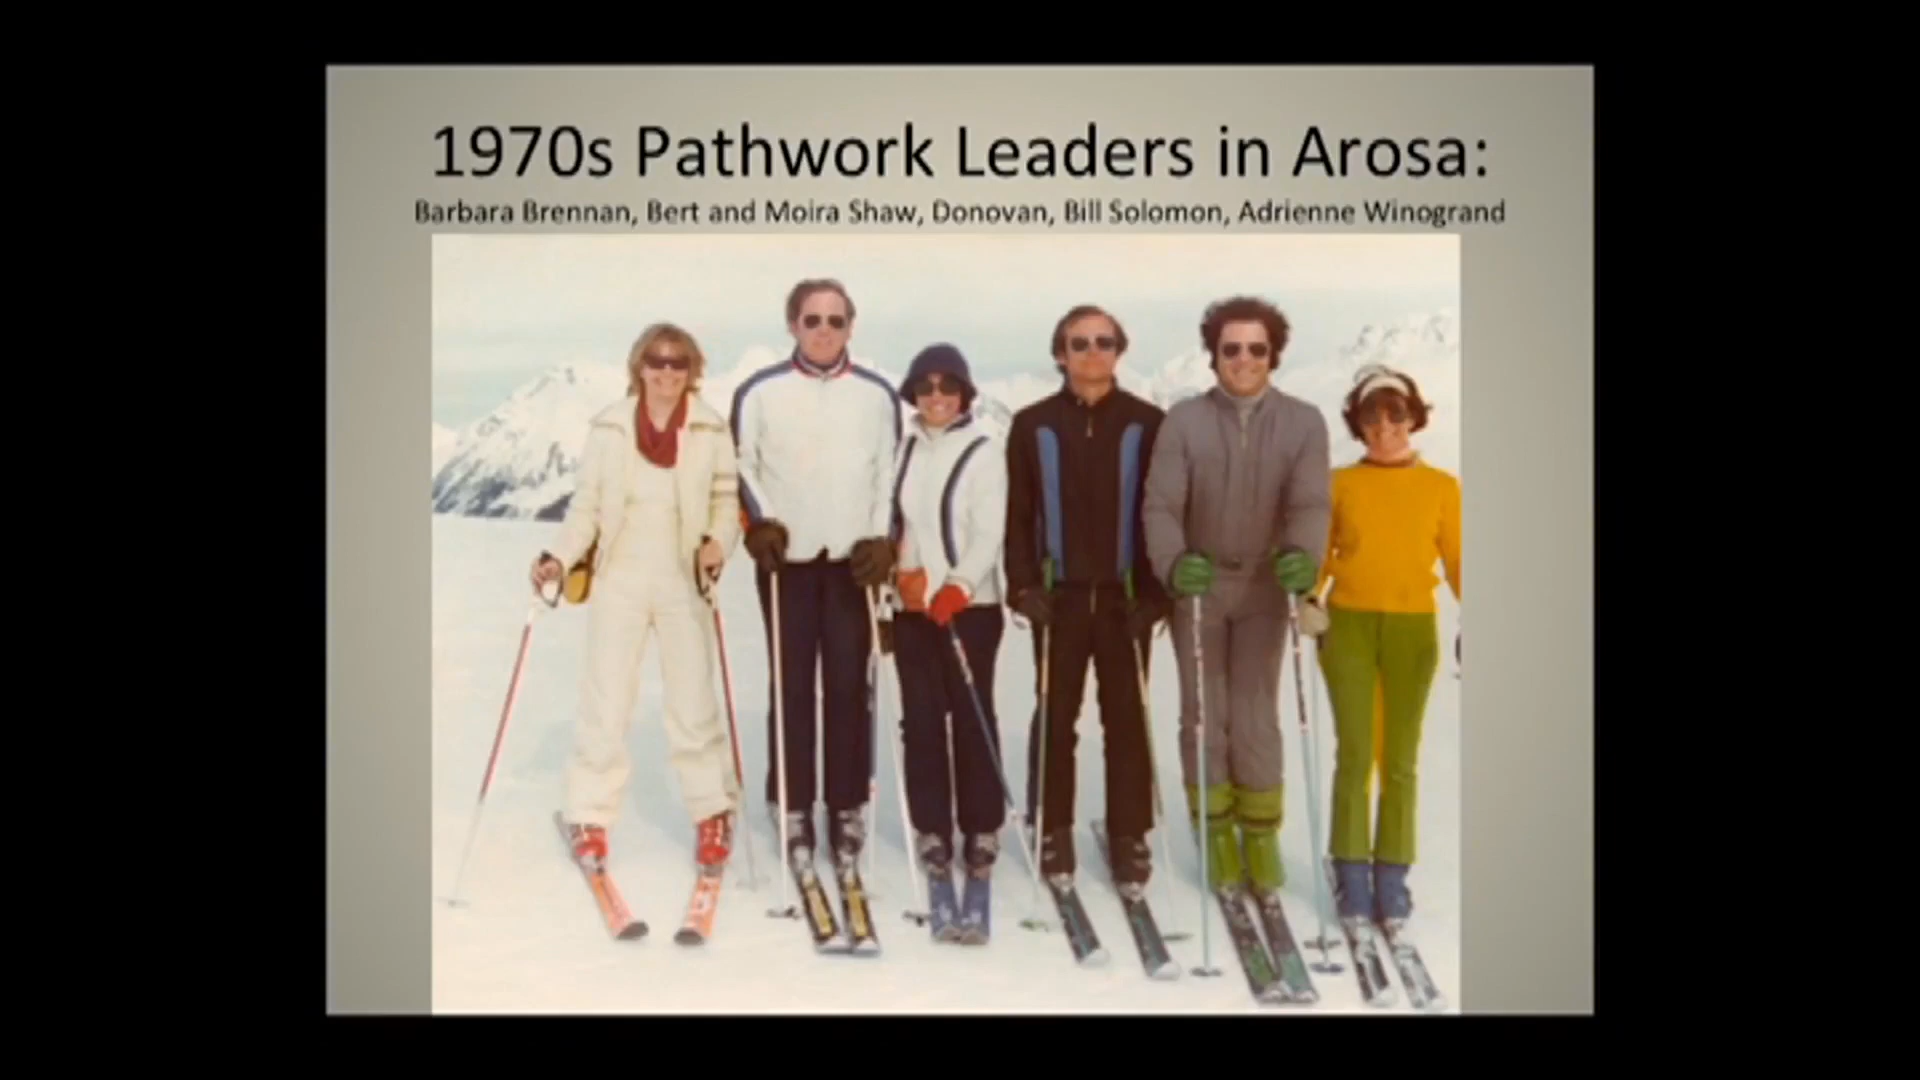 1970s Pathwork Leaders in Arosa:
Barbara Brennan, Bert and Moira Shaw, Donovan, Bill Solomon, Adrienne Winogrand